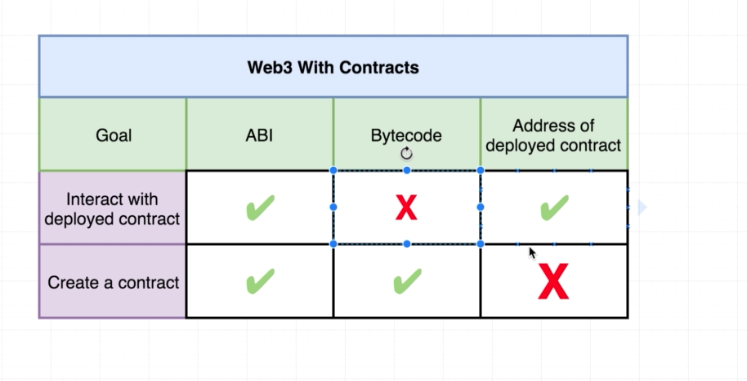 Web3 With Contracts
Goal
ABI
Bytecode
Address of
deployed contract
Interact with
deployed contract
✔
X
✔
Create a contract
✔
✔
X